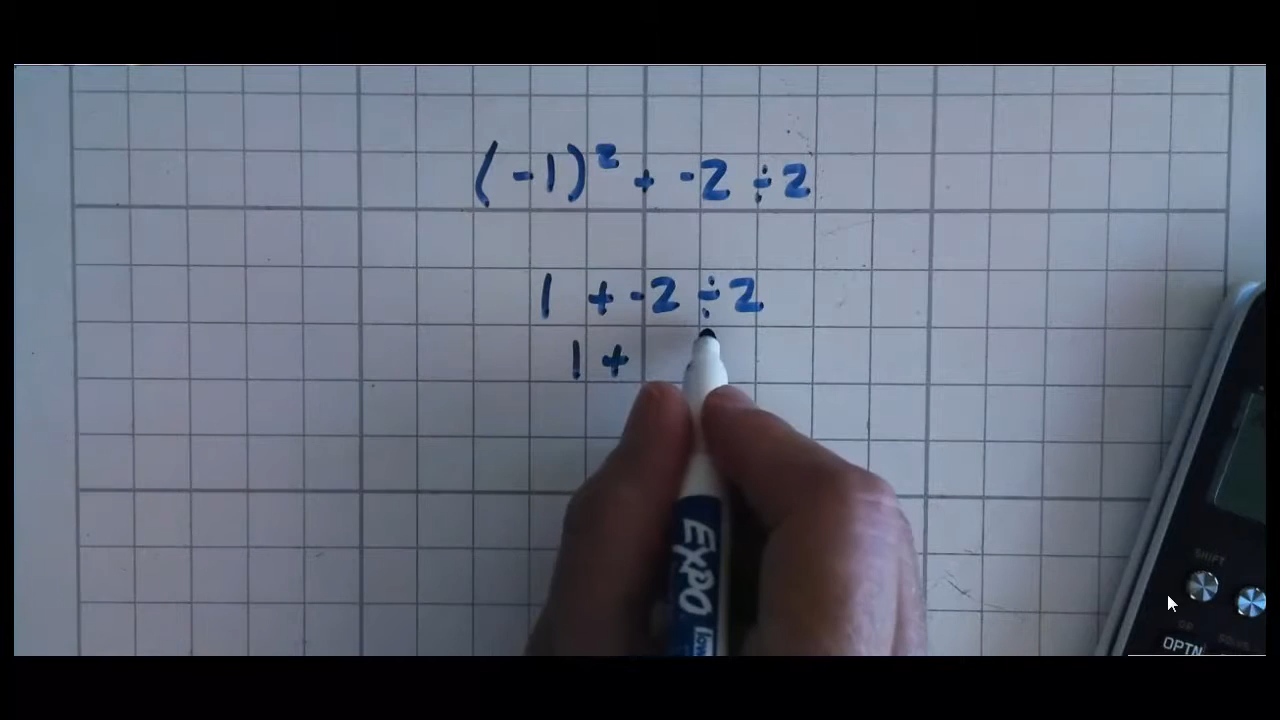 (-1)² + -2 ÷ 2
1 + -2 ÷ 2
1 +
EXPO
SHIFT
OPTN